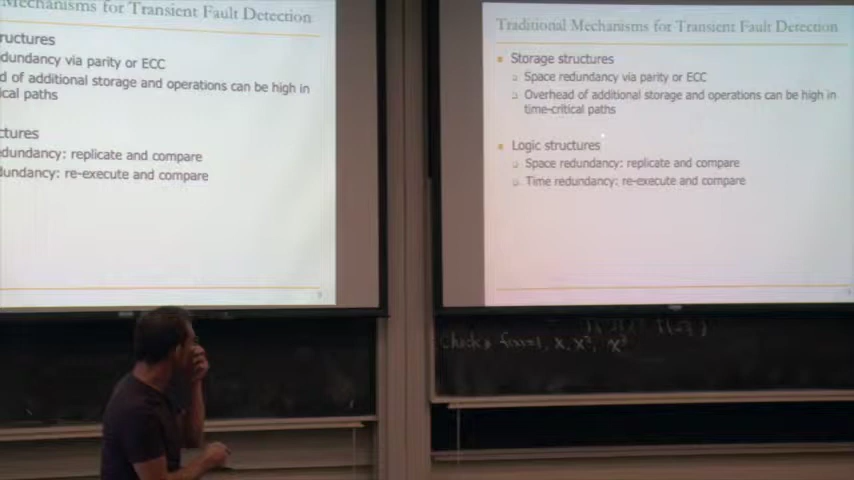 Mechanisms for Transient Fault Detection
ructures
dundancy via parity or ECC
d of additional storage and operations can be high in
ical paths
ctures
edundancy: replicate and compare
undancy: re-execute and compare
Traditional Mechanisms for Transient Fault Detection
Storage structures
Space redundancy via parity or ECC
Overhead of additional storage and operations can be high in
time-critical paths
Logic structures
Space redundancy: replicate and compare
Time redundancy: re-execute and compare